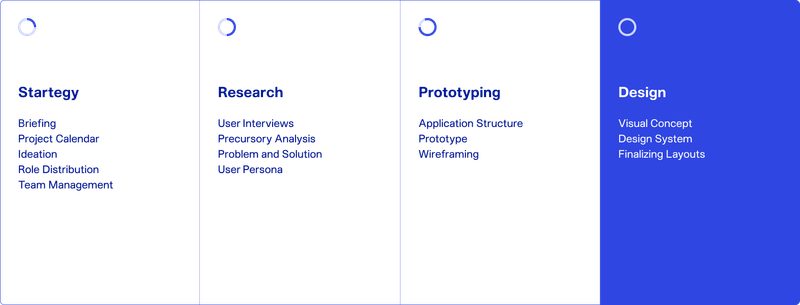 Startegy
Briefing
Project Calendar
Ideation
Role Distribution
Team Management
Research
User Interviews
Precursory Analysis
Problem and Solution
User Persona
Prototyping
Application Structure
Prototype
Wireframing
Design
Visual Concept
Design System
Finalizing Layouts